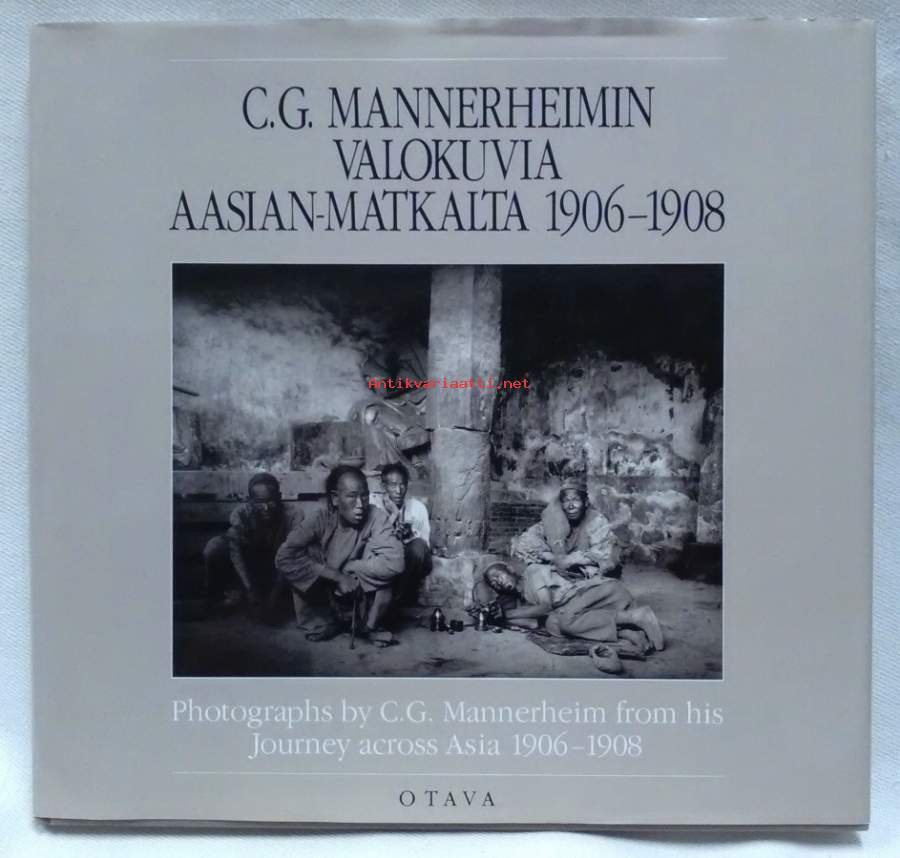 C.G. MANNERHEIMIN
VALOKUVIA
AASIAN-MATKALTA 1906–1908
Antikvariaatti.net
Photographs by C.G. Mannerheim from his
Journey across Asia 1906–1908
OTAVA